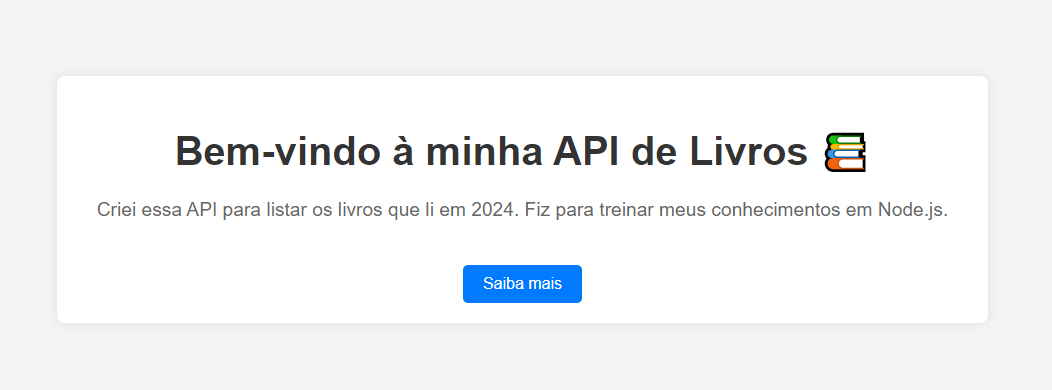 Bem-vindo à minha API de Livros 📚
Criei essa API para listar os livros que li em 2024. Fiz para treinar meus conhecimentos em Node.js.
Saiba mais